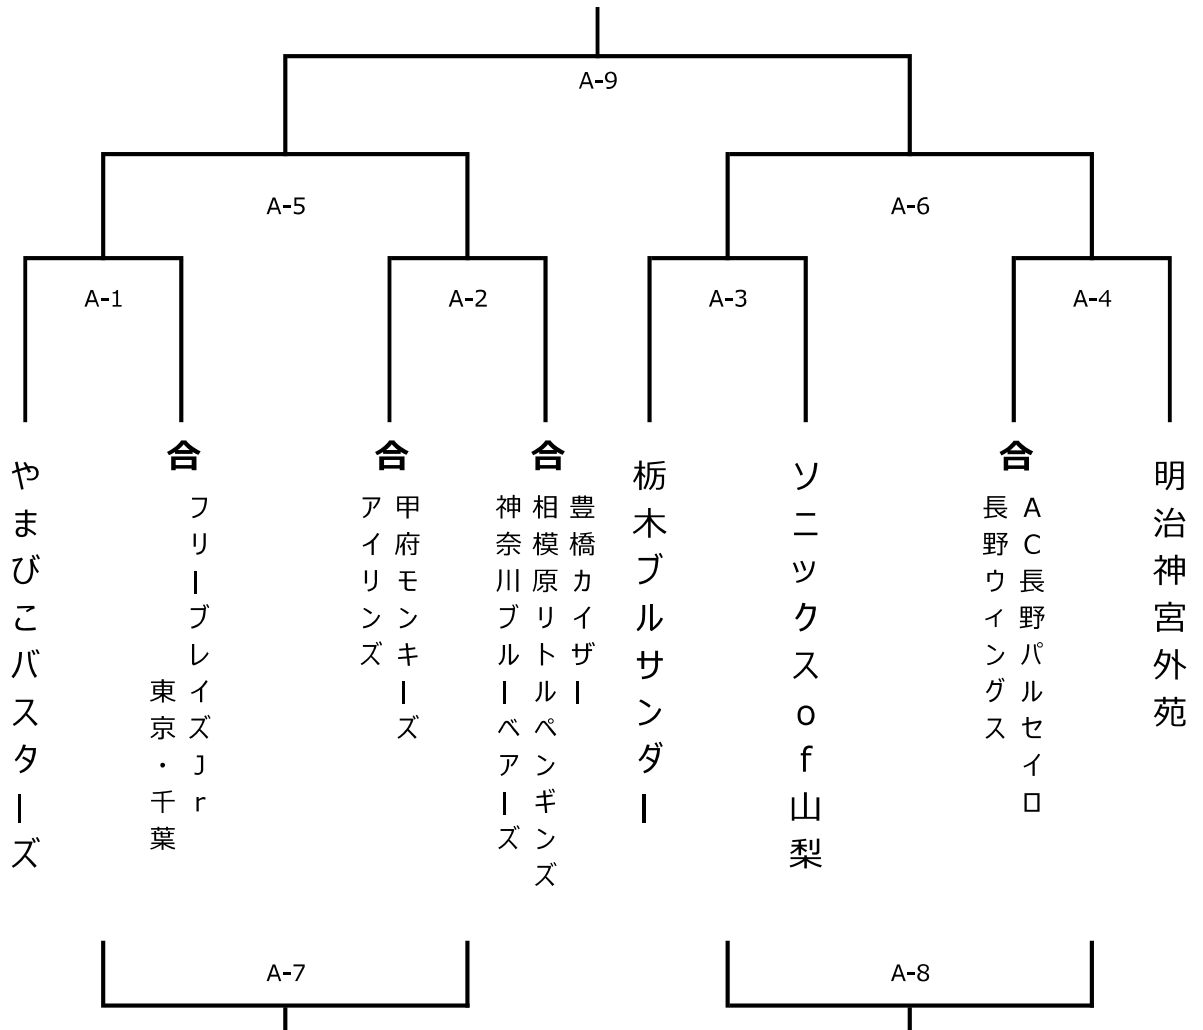 A-9
A-5
A-6
A-1
A-2
A-3
A-4
やまびこバスターズ
合
フリーブレイズJr
東京・千葉
合
甲府モンキーズ
アイリンズ
合
豊橋カイザー
相模原リトルペンギンズ
神奈川ブルーベアーズ
栃木ブルサンダー
ソニックスof山梨
合
AC長野パルセイロ
長野ウイングス
明治神宮外苑
A-7
A-8